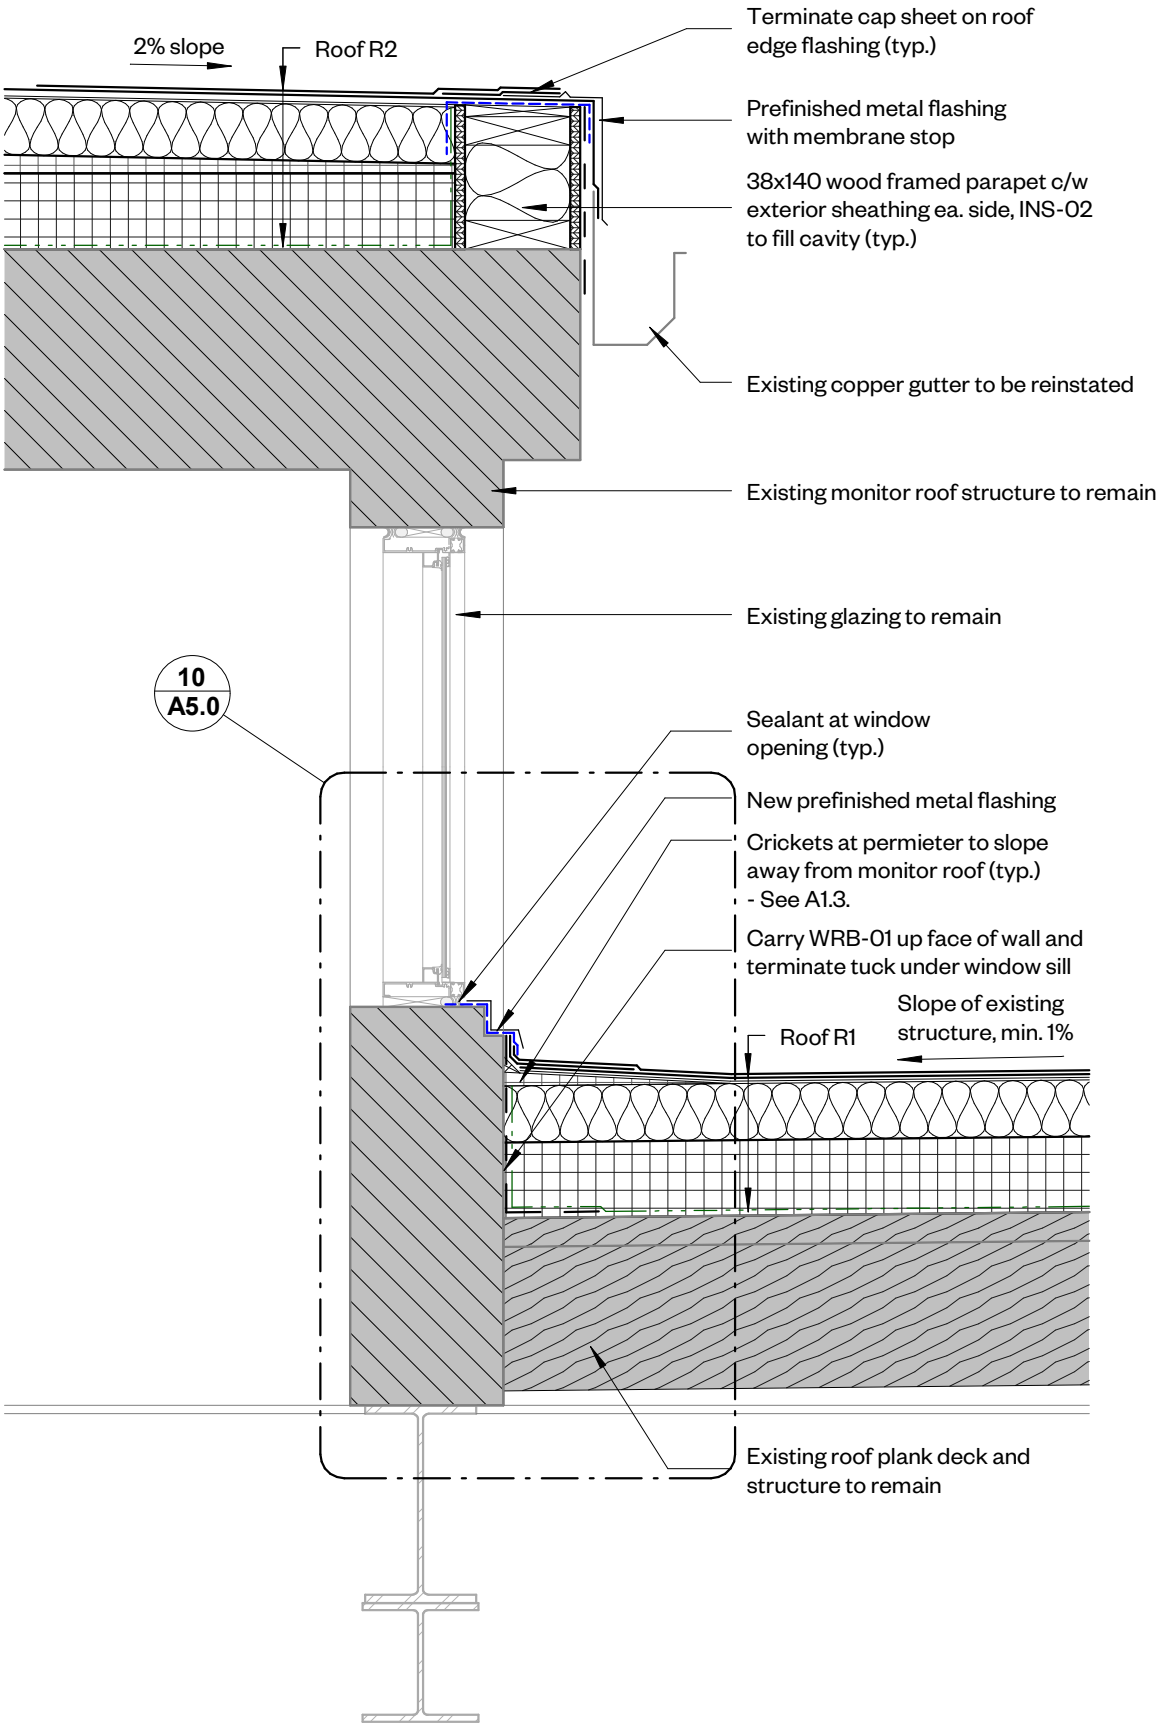 Terminate cap sheet on roof
edge flashing (typ.)
2% slope
Roof R2
Prefinished metal flashing
with membrane stop
38x140 wood framed parapet c/w
exterior sheathing ea. side, INS-02
to fill cavity (typ.)
Existing copper gutter to be reinstated
Existing monitor roof structure to remain
Existing glazing to remain
10
A5.0
Sealant at window
opening (typ.)
New prefinished metal flashing
Crickets at permieter to slope
away from monitor roof (typ.)
- See A1.3.
Carry WRB-01 up face of wall and
terminate tuck under window sill
Slope of existing
structure, min. 1%
Roof R1
Existing roof plank deck and
structure to remain